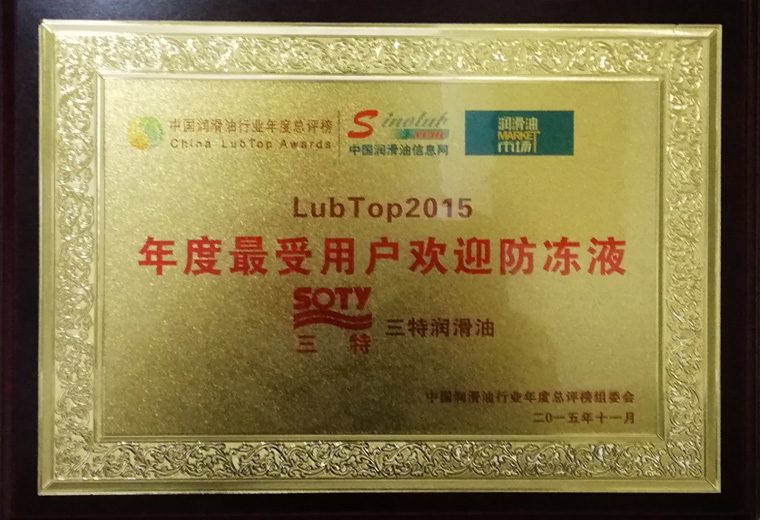 中国润滑油行业年度总评榜
China LubTop Awards
Sinolub
.com
中国润滑油信息网
润滑油
MARKET
市场
LubTop2015
年度最受用户欢迎防冻液
SOTY
三特
三特润滑油
中国润滑油行业年度总评榜组委会
二〇一五年十一月